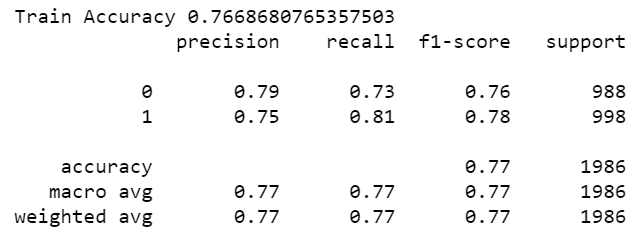 Train Accuracy 0.7668680765357503
precision recall f1-score support
0 0.79 0.73 0.76 988
1 0.75 0.81 0.78 998
accuracy 0.77 1986
macro avg 0.77 0.77 0.77 1986
weighted avg 0.77 0.77 0.77 1986